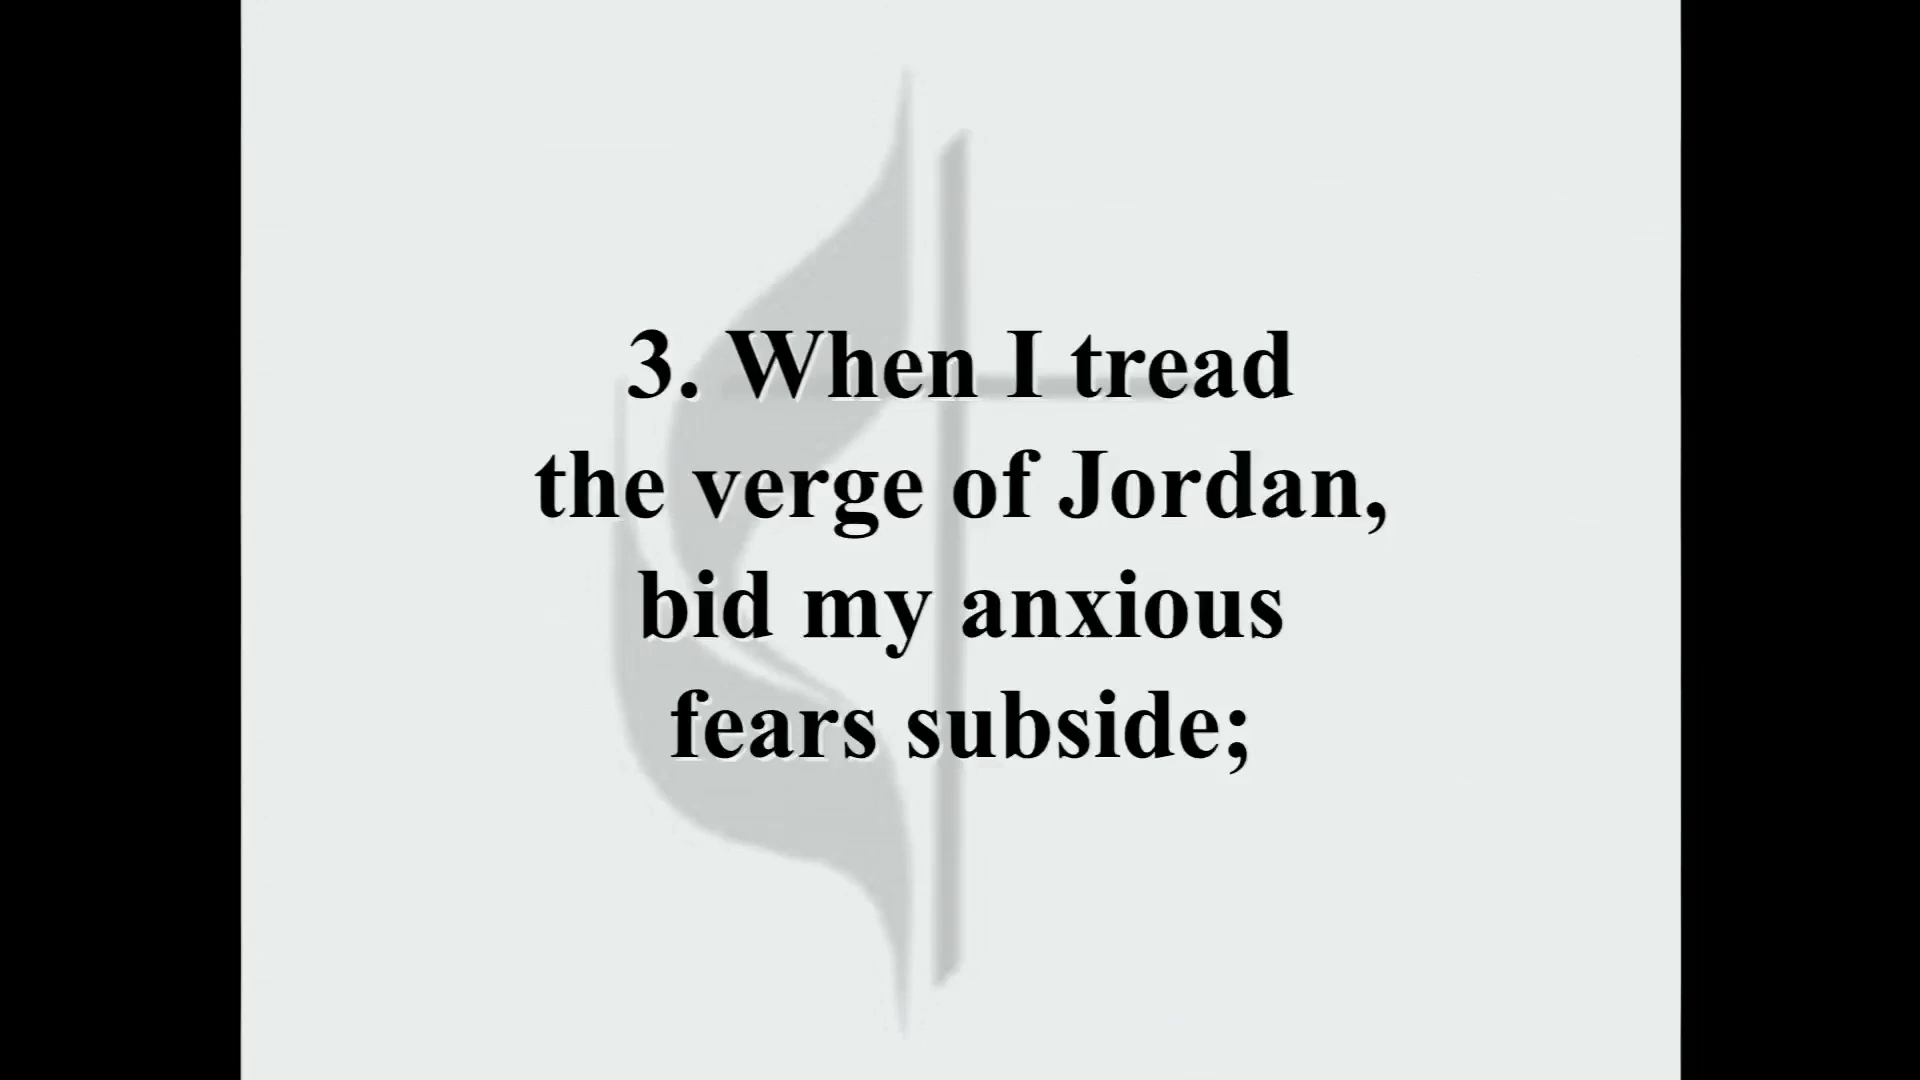 3. When I tread
the verge of Jordan,
bid my anxious
fears subside;